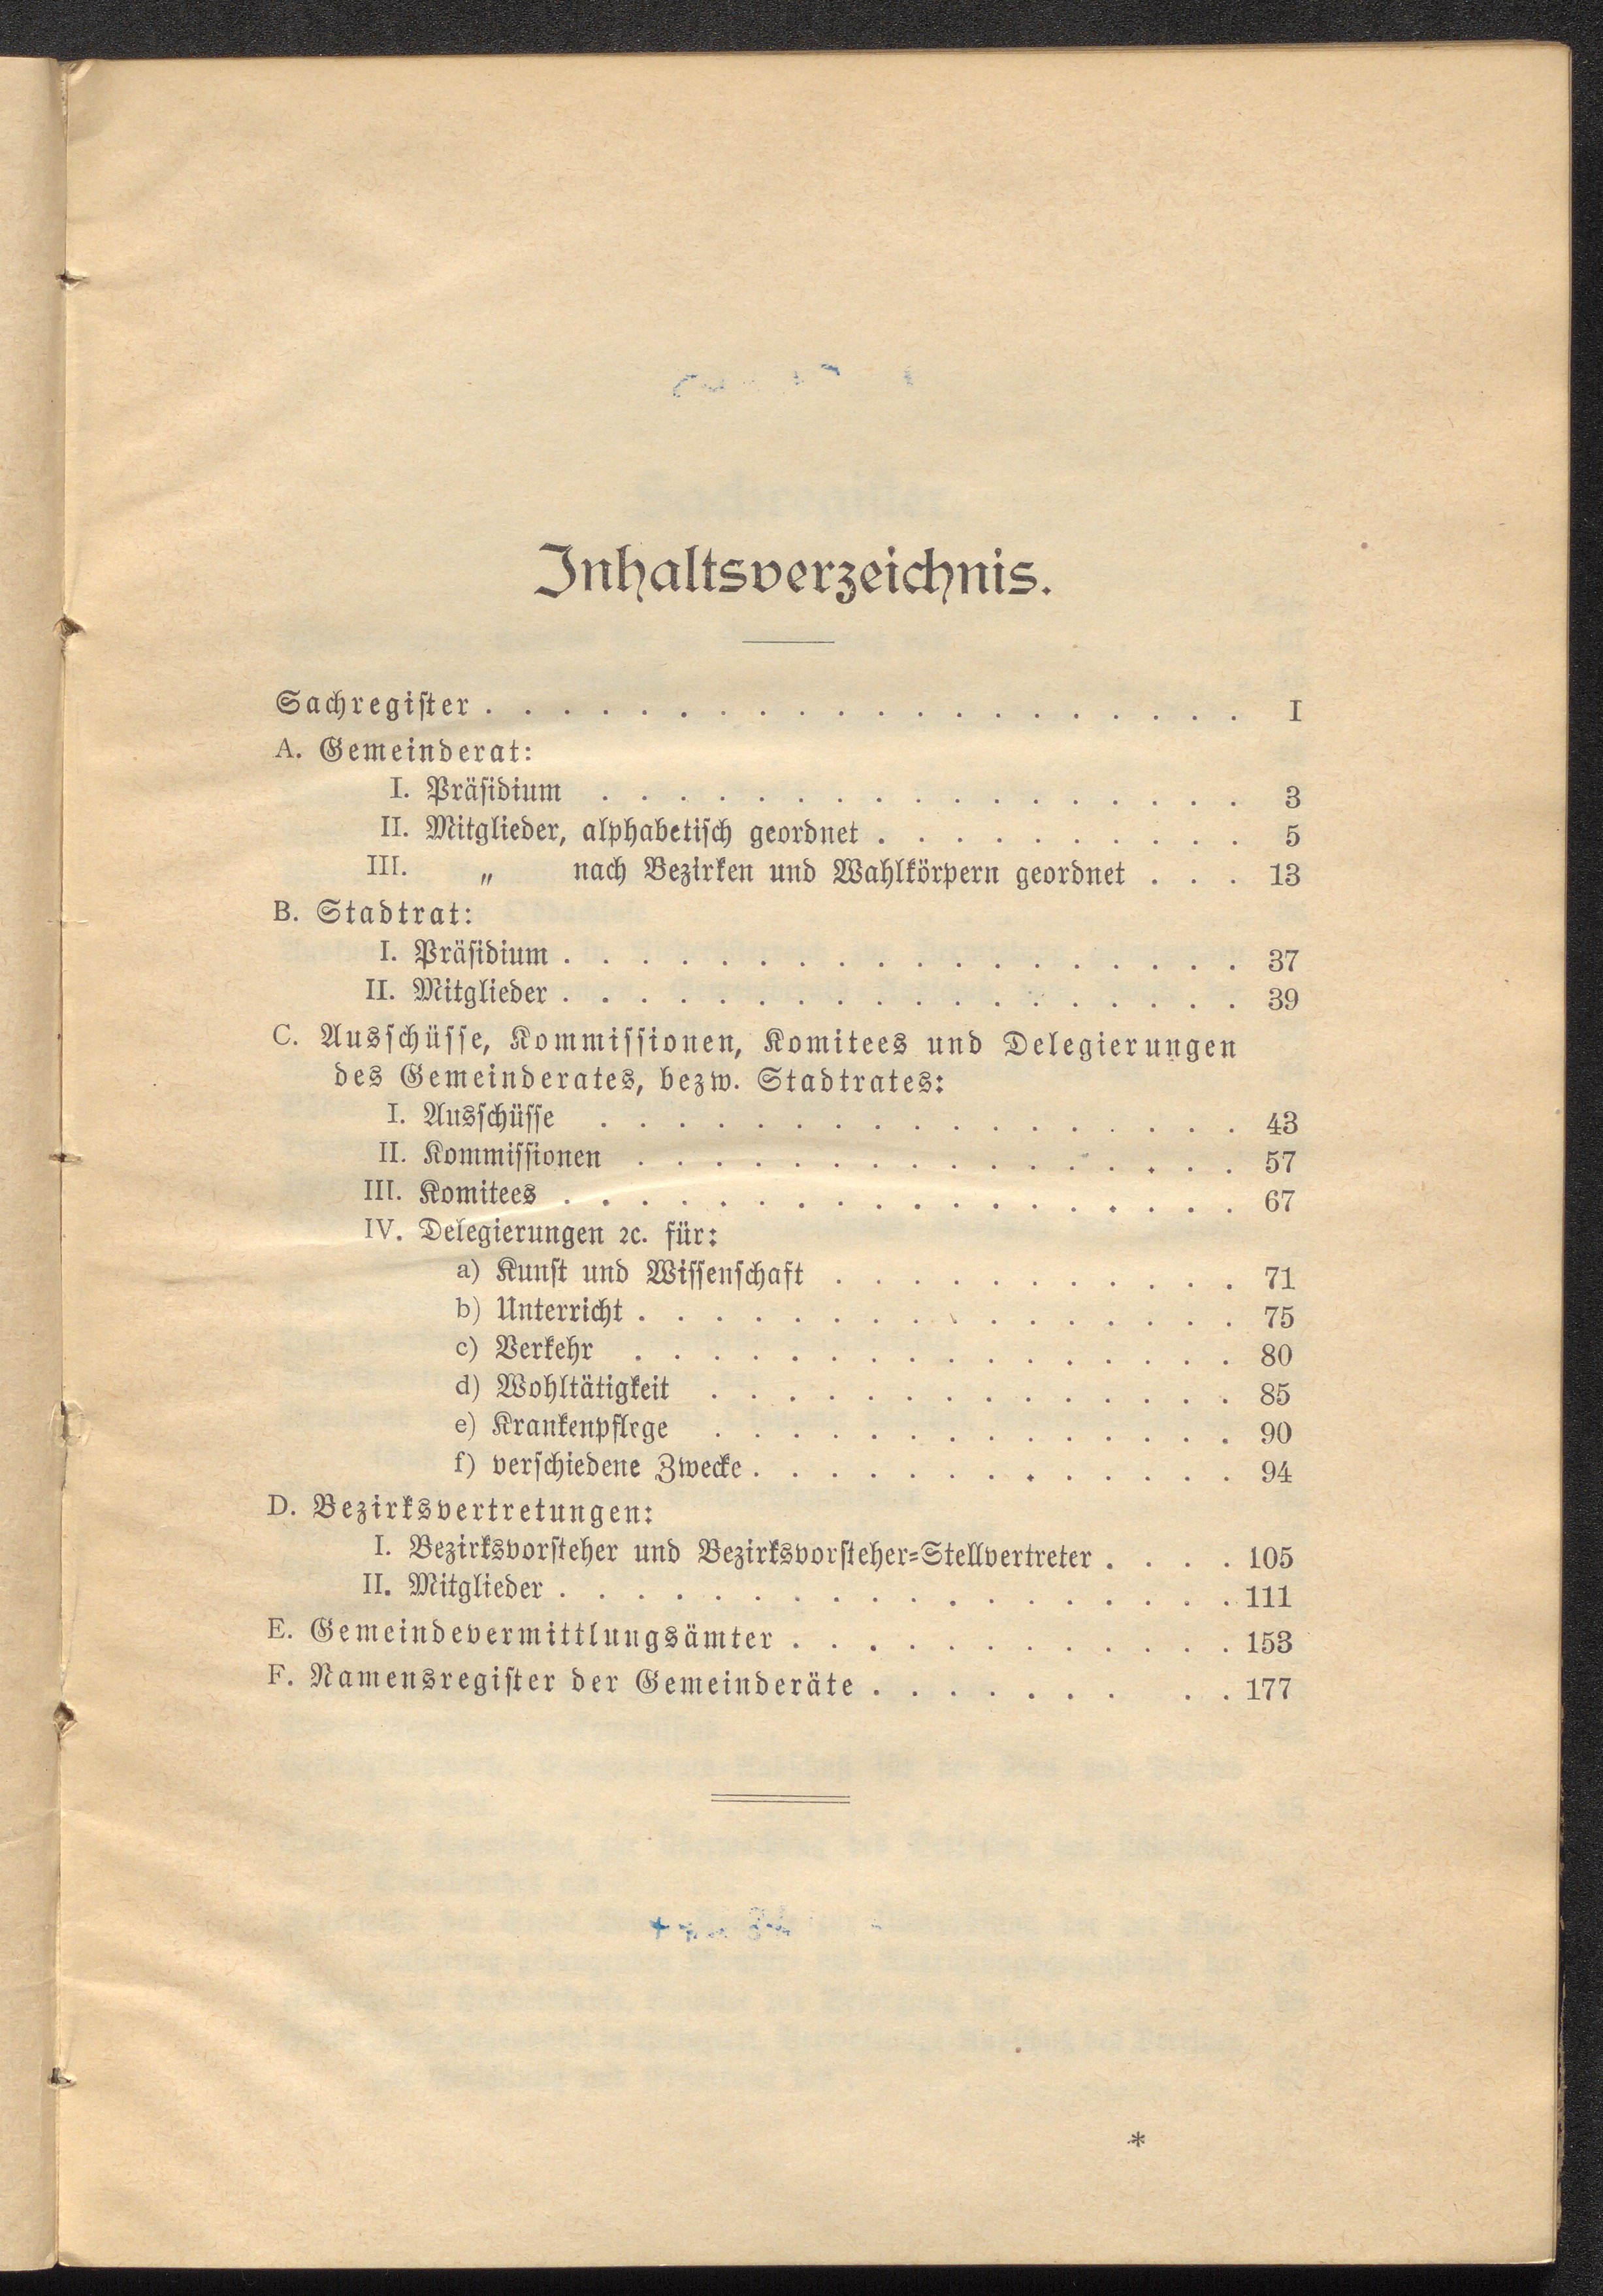 Inhaltsverzeichnis.
Sachregister . . . . . . . . . . . . . . . . . . . . I
A. Gemeinderat:
I. Präsidium . . . . . . . . . . . . . . . . . 3
II. Mitglieder, alphabetisch geordnet . . . . . . . . . . 5
III. „ nach Bezirken und Wahlkörpern geordnet . . . 13
B. Stadtrat:
I. Präsidium . . . . . . . . . . . . . . . . . . 37
II. Mitglieder . . . . . . . . . . . . . . . . . . 39
C. Ausschüsse, Kommissionen, Komitees und Delegierungen
des Gemeinderates, bezw. Stadtrates:
I. Ausschüsse . . . . . . . . . . . . . . . . . 43
II. Kommissionen . . . . . . . . . . . . . . . . 57
III. Komitees . . . . . . . . . . . . . . . . . . 67
IV. Delegierungen ꝛc. für:
a) Kunst und Wissenschaft . . . . . . . . . . . 71
b) Unterricht . . . . . . . . . . . . . . . . 75
c) Verkehr . . . . . . . . . . . . . . . . 80
d) Wohltätigkeit . . . . . . . . . . . . . . 85
e) Krankenpflege . . . . . . . . . . . . . . 90
f) verschiedene Zwecke . . . . . . . . . . . . . 94
D. Bezirksvertretungen:
I. Bezirksvorsteher und Bezirksvorsteher-Stellvertreter . . . . 105
II. Mitglieder . . . . . . . . . . . . . . . . . . 111
E. Gemeindevermittlungsämter . . . . . . . . . . . . 153
F. Namensregister der Gemeinderäte . . . . . . . . . 177
*